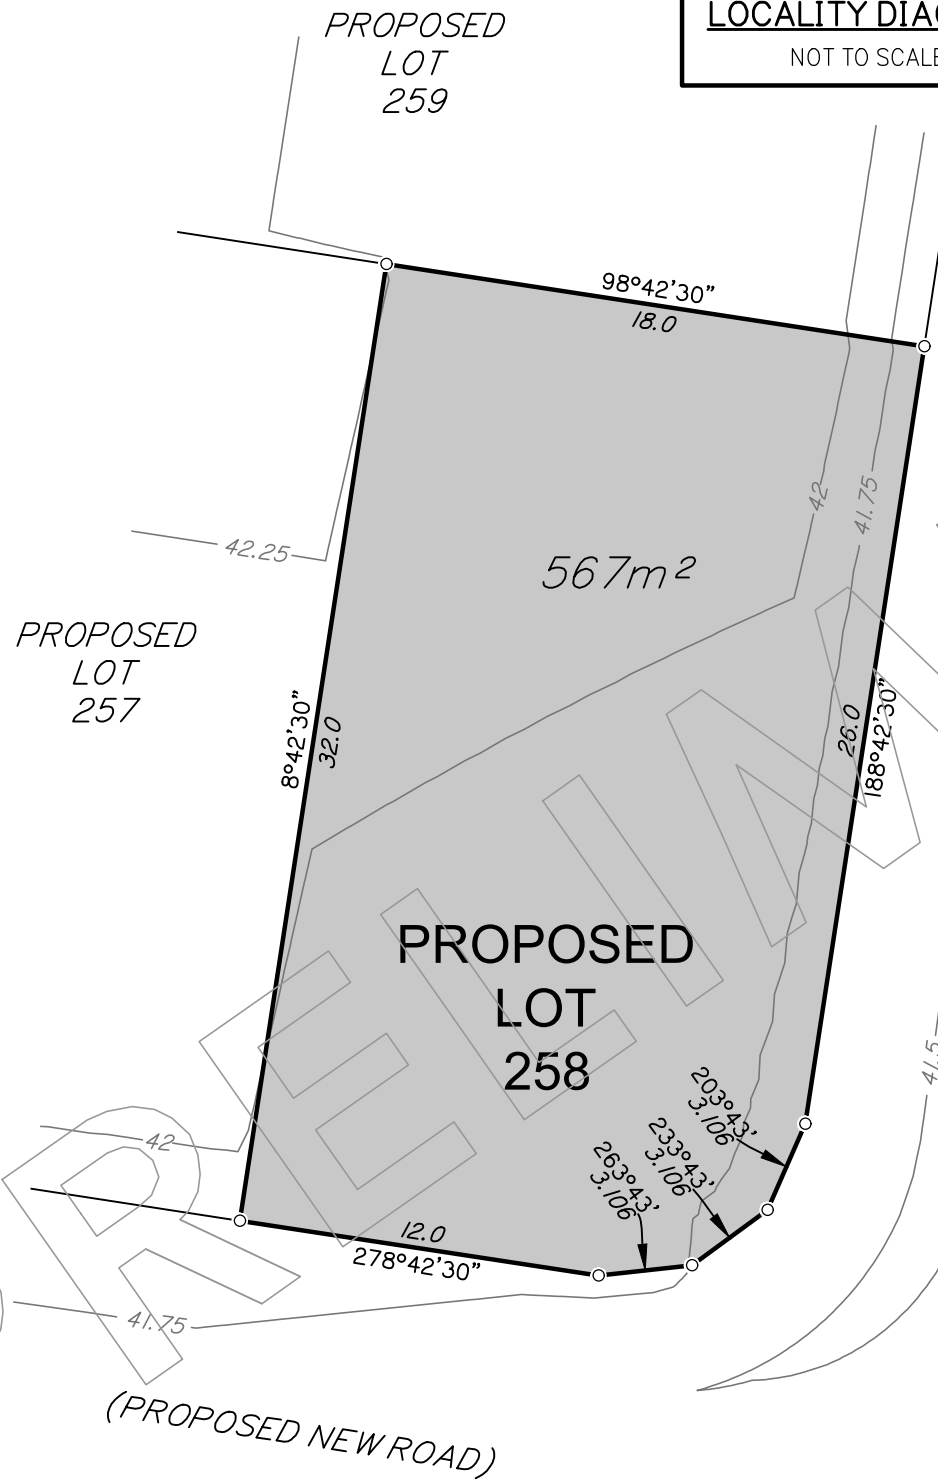 PROPOSED
LOT
259
LOCALITY DIAG
NOT TO SCALE
98°42'30"
18.0
42
41.75
42.25
567m²
PROPOSED
LOT
257
8°42'30"
32.0
26.0
188°42'30"
PROPOSED
LOT
258
203°43'
3.106
233°43'
3.106
263°43'
3.106
41.5
42
12.0
278°42'30"
41.75
(PROPOSED NEW ROAD)